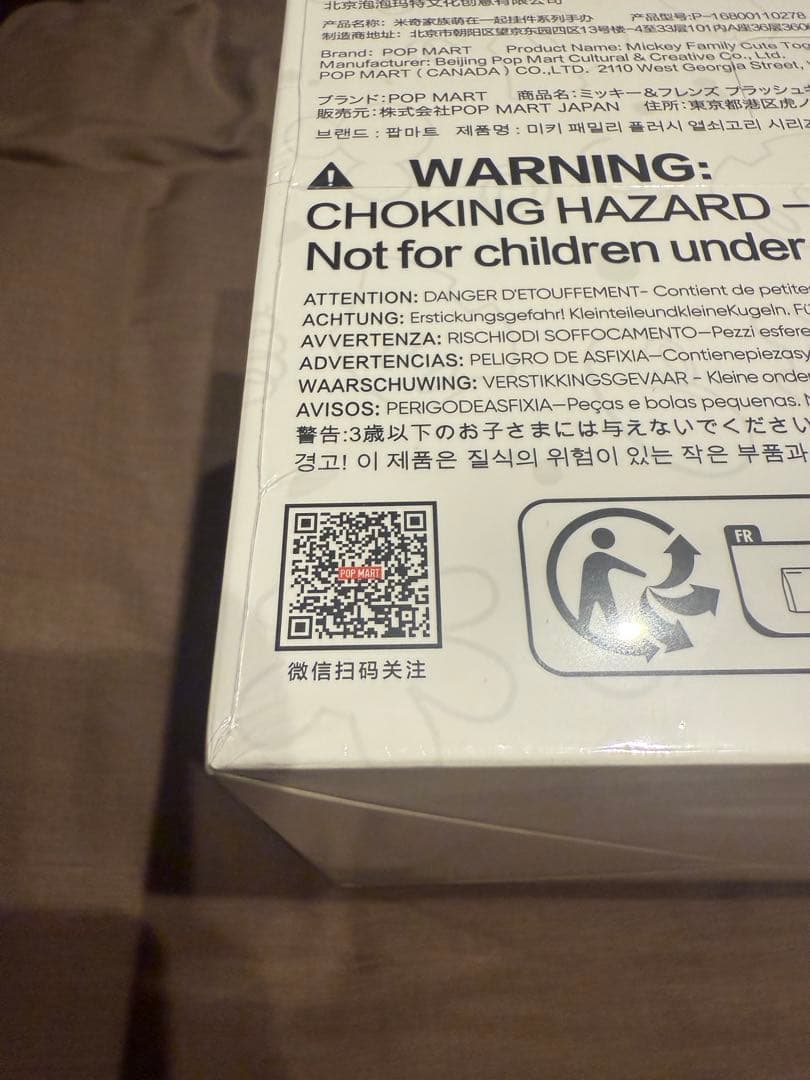 北京泡泡玛特文化创意有限公司
产品名称: 米奇家族萌在一起挂件系列手办 产品型号:P-16800110278
制造商地址: 北京市朝阳区望京东园四区13号楼-4至33层101内A座36层360
Brand: POP MART Product Name: Mickey Family Cute Tog
Manufacturer: Beijing Pop Mart Cultural & Creative Co., Ltd.
POP MART ( CANADA ) CO.,LTD. 2110 West Georgia Street,
ブランド:POP MART 商品名:ミッキー&フレンズ フラッシュキ
販売元:株式会社POP MART JAPAN 住所:東京都港区虎ノ
브랜드 : 팝마트 제품명 : 미키 패밀리 플러시 열쇠고리 시리즈
WARNING:
CHOKING HAZARD –
Not for children under
ATTENTION: DANGER D'ETOUFFEMENT- Contient de petite
ACHTUNG: Erstickungsgefahr! KleinteileundkleineKugeln. Fü
AVVERTENZA: RISCHIODI SOFFOCAMENTO—Pezzi esfere
ADVERTENCIAS: PELIGRO DE ASFIXIA—Contienepiezasy
WAARSCHUWING: VERSTIKKINGSGEVAAR - Kleine onde
AVISOS: PERIGODEASFIXIA—Peças e bolas pequenas. N
警告:3歳以下のお子さまには与えないでください
경고! 이 제품은 질식의 위험이 있는 작은 부품과
POP MART
FR
微信扫码关注